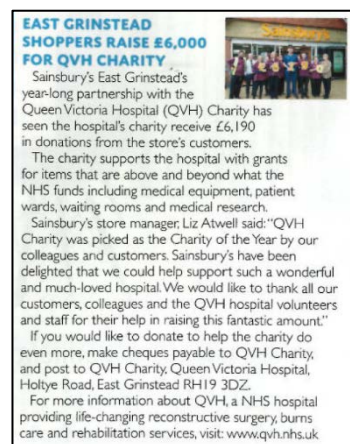 EAST GRINSTEAD
SHOPPERS RAISE £6,000
FOR QVH CHARITY
Sainsbury's
Sainsbury's East Grinstead's
year-long partnership with the
Queen Victoria Hospital (QVH) Charity has
seen the hospital's charity receive £6,190
in donations from the store's customers.
The charity supports the hospital with grants
for items that are above and beyond what the
NHS funds including medical equipment, patient
wards, waiting rooms and medical research.
Sainsbury's store manager, Liz Atwell said: "QVH
Charity was picked as the Charity of the Year by our
colleagues and customers. Sainsbury's have been
delighted that we could help support such a wonderful
and much-loved hospital. We would like to thank all our
customers, colleagues and the QVH hospital volunteers
and staff for their help in raising this fantastic amount."
If you would like to donate to help the charity do
even more, make cheques payable to QVH Charity,
and post to QVH Charity, Queen Victoria Hospital,
Holtye Road, East Grinstead RH19 3DZ.
For more information about QVH, a NHS hospital
providing life-changing reconstructive surgery, burns
care and rehabilitation services, visit: www.qvh.nhs.uk